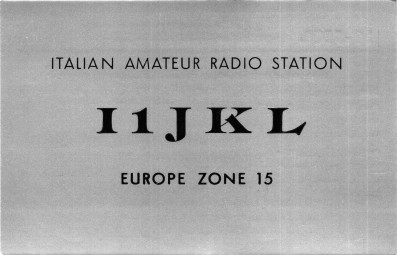 ITALIAN AMATEUR RADIO STATION
I1JKL
EUROPE ZONE 15